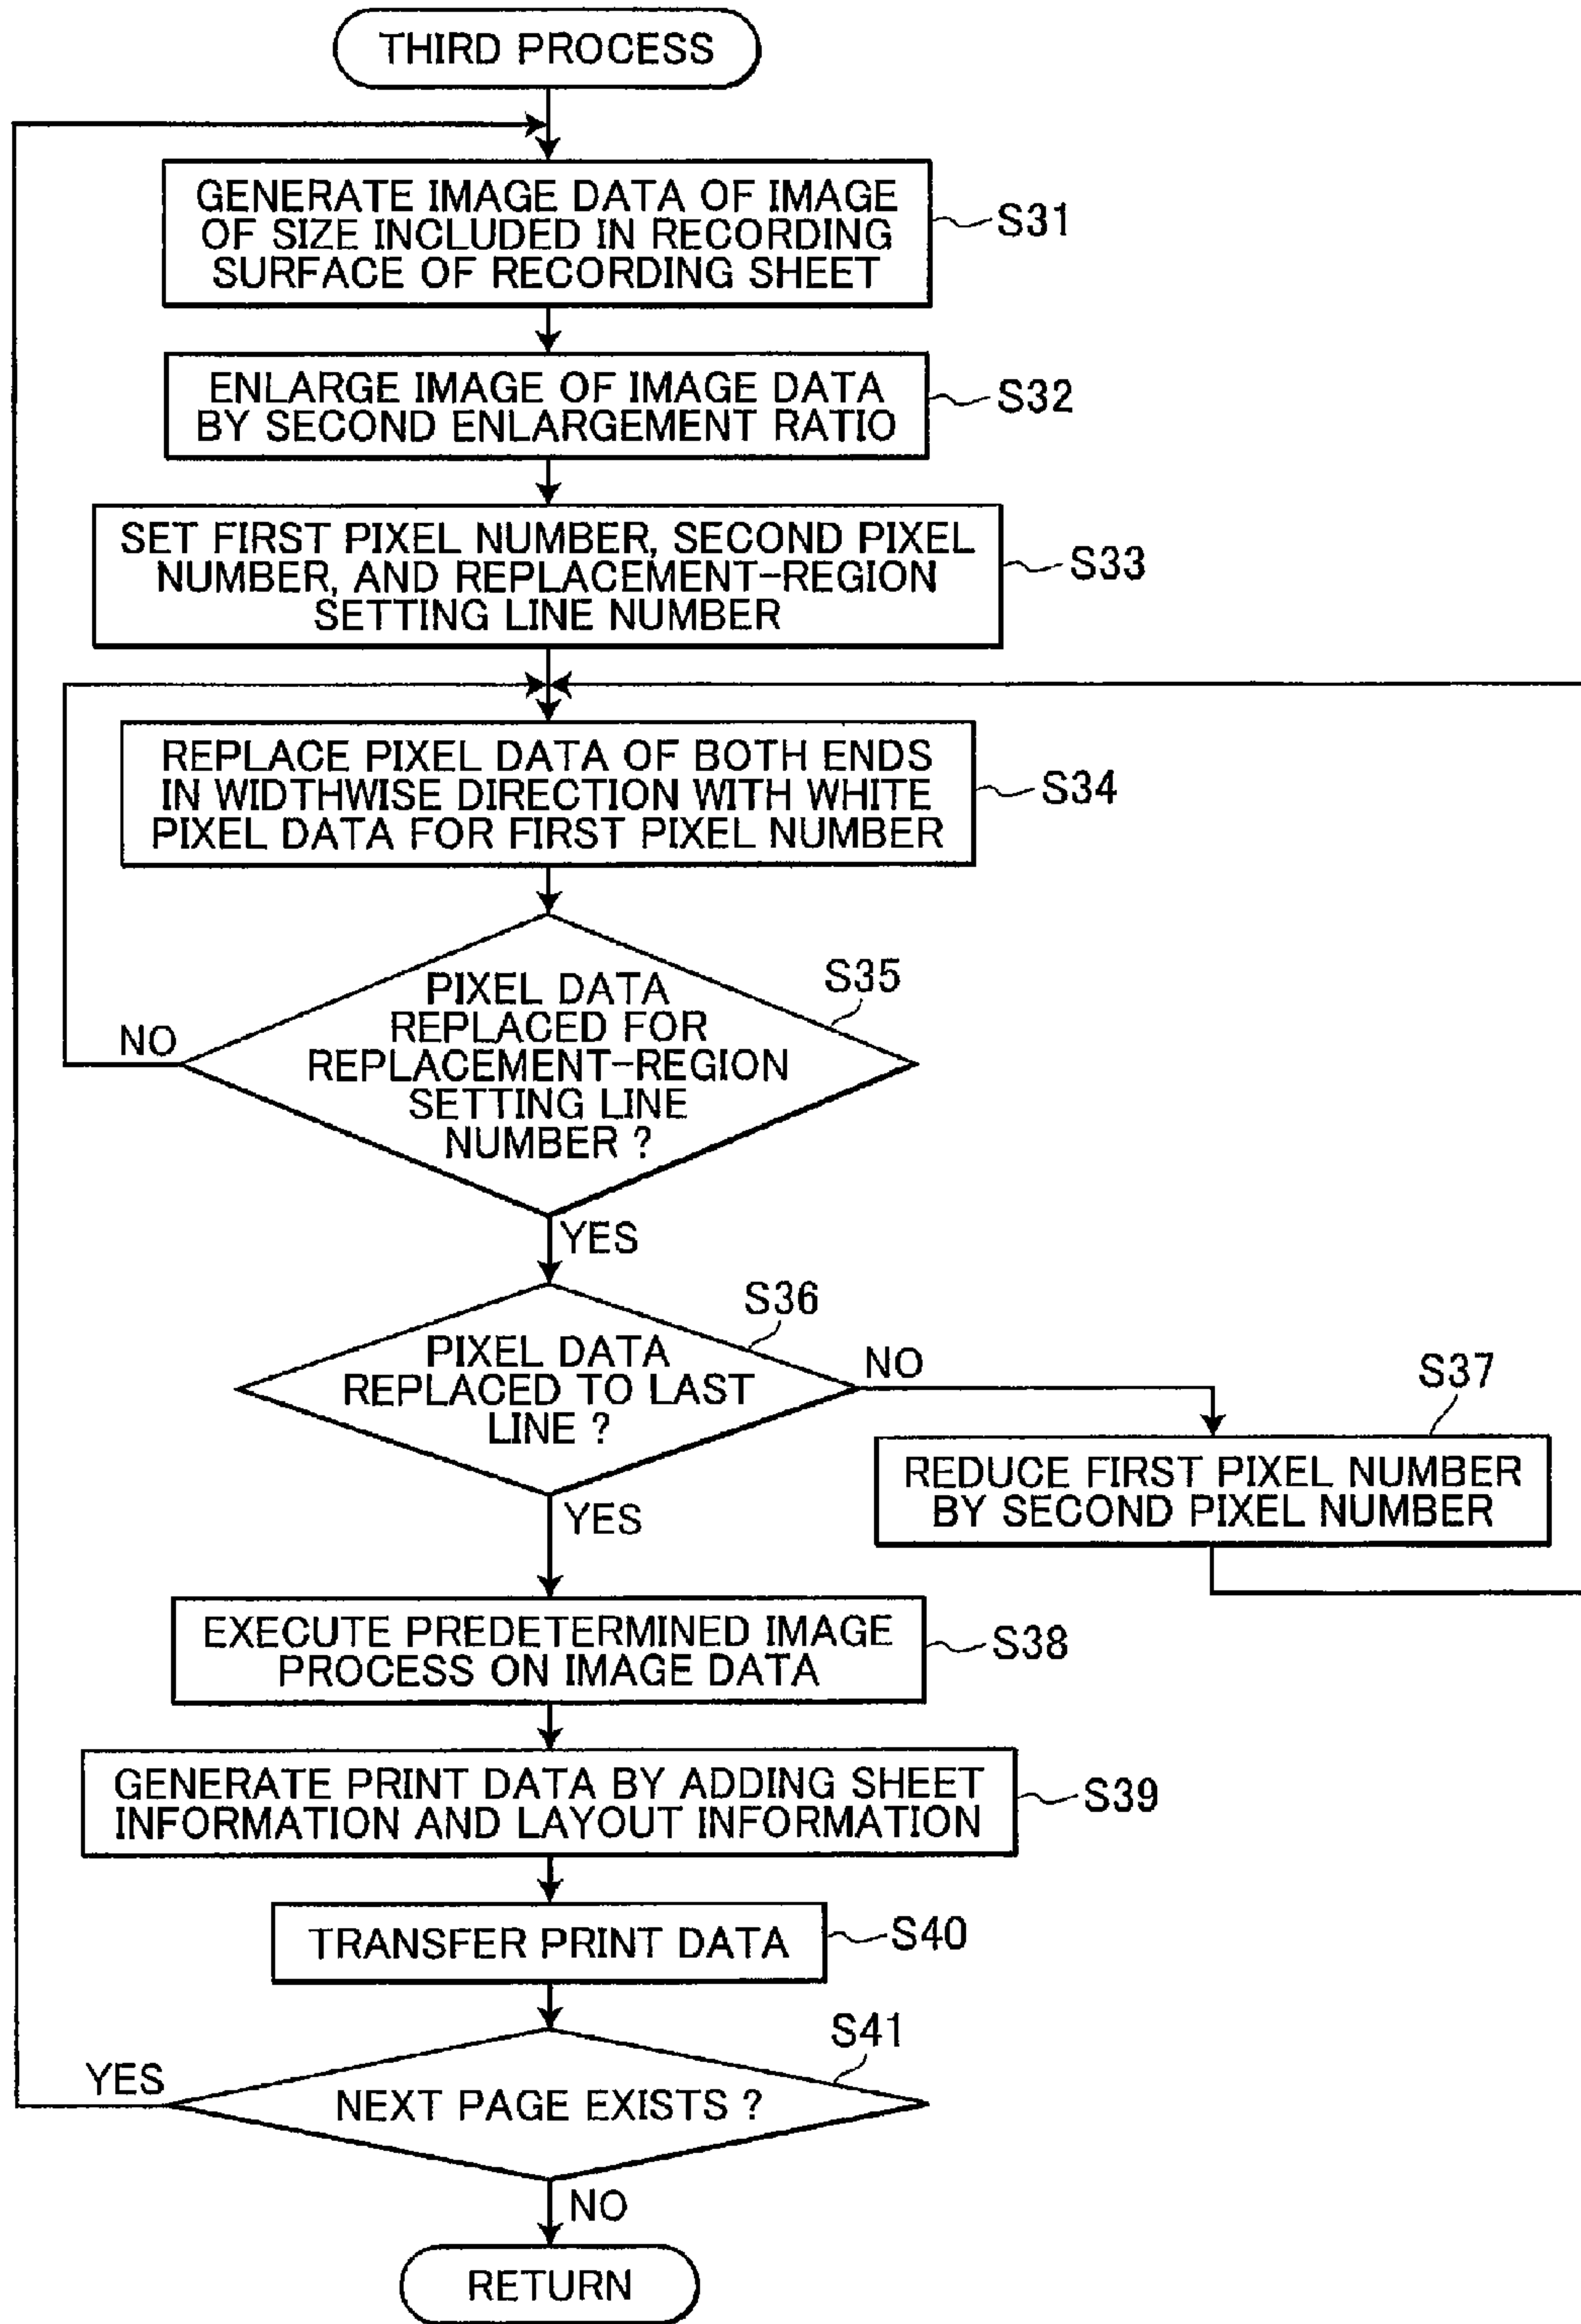 THIRD PROCESS
GENERATE IMAGE DATA OF IMAGE
OF SIZE INCLUDED IN RECORDING
SURFACE OF RECORDING SHEET
S31
ENLARGE IMAGE OF IMAGE DATA
BY SECOND ENLARGEMENT RATIO
S32
SET FIRST PIXEL NUMBER, SECOND PIXEL
NUMBER, AND REPLACEMENT-REGION
SETTING LINE NUMBER
S33
REPLACE PIXEL DATA OF BOTH ENDS
IN WIDTHWISE DIRECTION WITH WHITE
PIXEL DATA FOR FIRST PIXEL NUMBER
S34
S35
PIXEL DATA
REPLACED FOR
REPLACEMENT-REGION
SETTING LINE
NUMBER ?
NO
YES
S36
PIXEL DATA
REPLACED TO LAST
LINE ?
NO
S37
REDUCE FIRST PIXEL NUMBER
BY SECOND PIXEL NUMBER
YES
EXECUTE PREDETERMINED IMAGE
PROCESS ON IMAGE DATA
S38
GENERATE PRINT DATA BY ADDING SHEET
INFORMATION AND LAYOUT INFORMATION
S39
TRANSFER PRINT DATA
S40
S41
YES
NEXT PAGE EXISTS ?
NO
RETURN